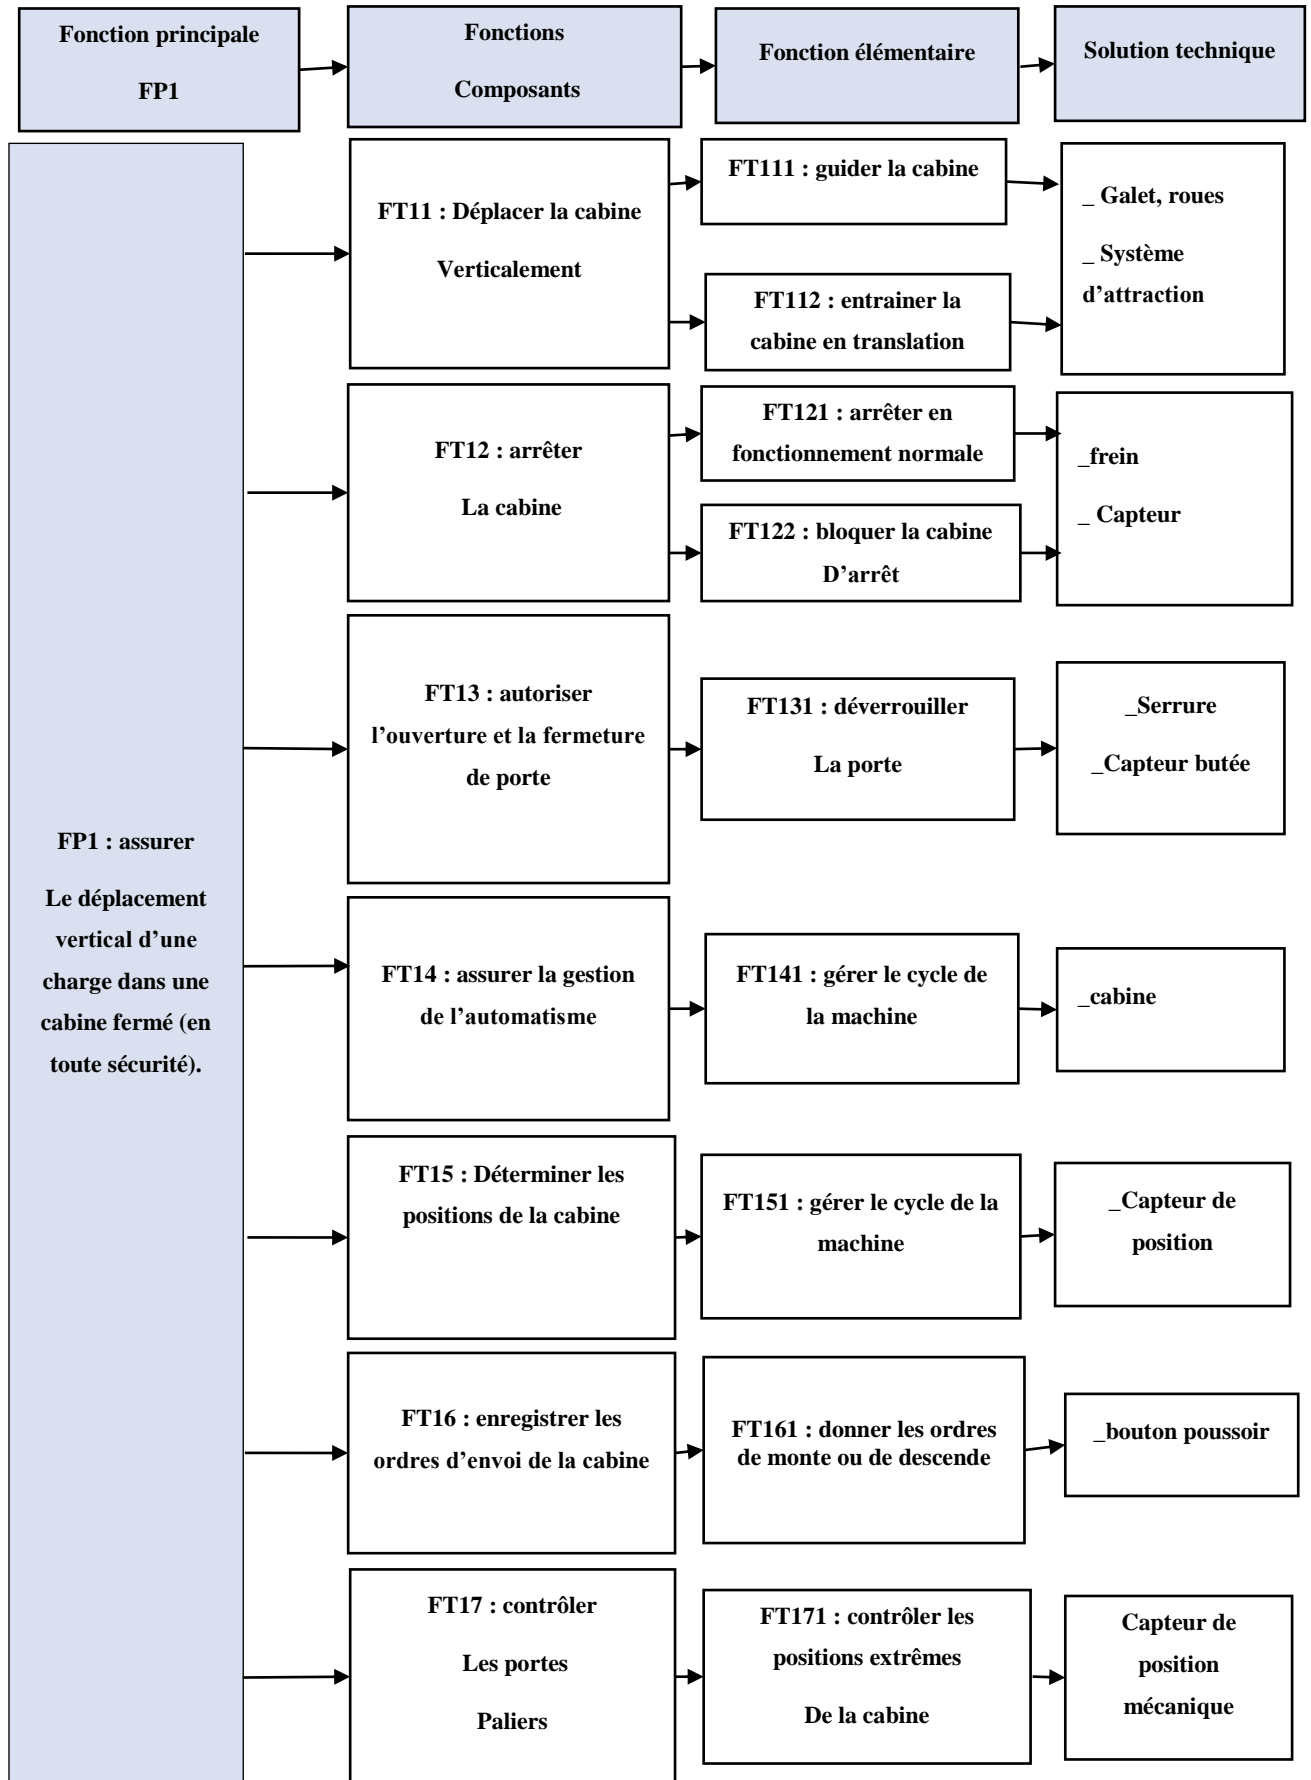 Fonction principale
FP1
Fonctions
Composants
Fonction élémentaire
Solution technique
FP1 : assurer
Le déplacement
vertical d’une
charge dans une
cabine fermé (en
toute sécurité).
FT11 : Déplacer la cabine
Verticalement
FT111 : guider la cabine
FT112 : entrainer la
cabine en translation
_ Galet, roues
_ Système
d’attraction
FT12 : arrêter
La cabine
FT121 : arrêter en
fonctionnement normale
FT122 : bloquer la cabine
D’arrêt
_frein
_ Capteur
FT13 : autoriser
l’ouverture et la fermeture
de porte
FT131 : déverrouiller
La porte
_Serrure
_Capteur butée
FT14 : assurer la gestion
de l’automatisme
FT141 : gérer le cycle de
la machine
_cabine
FT15 : Déterminer les
positions de la cabine
FT151 : gérer le cycle de la
machine
_Capteur de
position
FT16 : enregistrer les
ordres d’envoi de la cabine
FT161 : donner les ordres
de monte ou de descende
_bouton poussoir
FT17 : contrôler
Les portes
Paliers
FT171 : contrôler les
positions extrêmes
De la cabine
Capteur de
position
mécanique